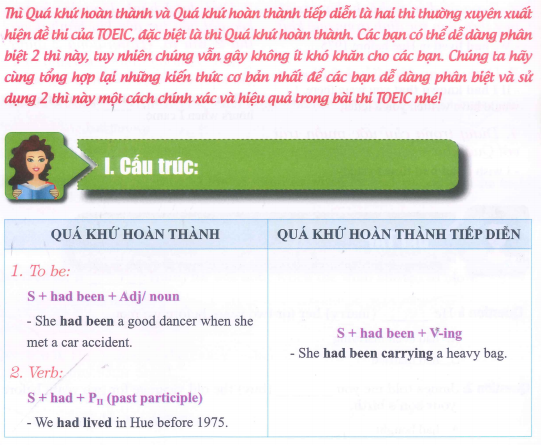 Thì Quá khứ hoàn thành và Quá khứ hoàn thành tiếp diễn là hai thì thường xuyên xuất
hiện đề thi của TOEIC, đặc biệt là thì Quá khứ hoàn thành. Các bạn có thể dễ dàng phân
biệt 2 thì này, tuy nhiên chúng vẫn gây không ít khó khăn cho các bạn. Chúng ta hãy
cùng tổng hợp lại những kiến thức cơ bản nhất để các bạn dễ dàng phân biệt và sử
dụng 2 thì này một cách chính xác và hiệu quả trong bài thi TOEIC nhé!
I. Cấu trúc:
QUÁ KHỨ HOÀN THÀNH
QUÁ KHỨ HOÀN THÀNH TIẾP DIỄN
1. To be:
S + had been + Adj/ noun
- She had been a good dancer when she
met a car accident.
2. Verb:
S + had + PII (past participle)
- We had lived in Hue before 1975.
S + had been + V-ing
- She had been carrying a heavy bag.